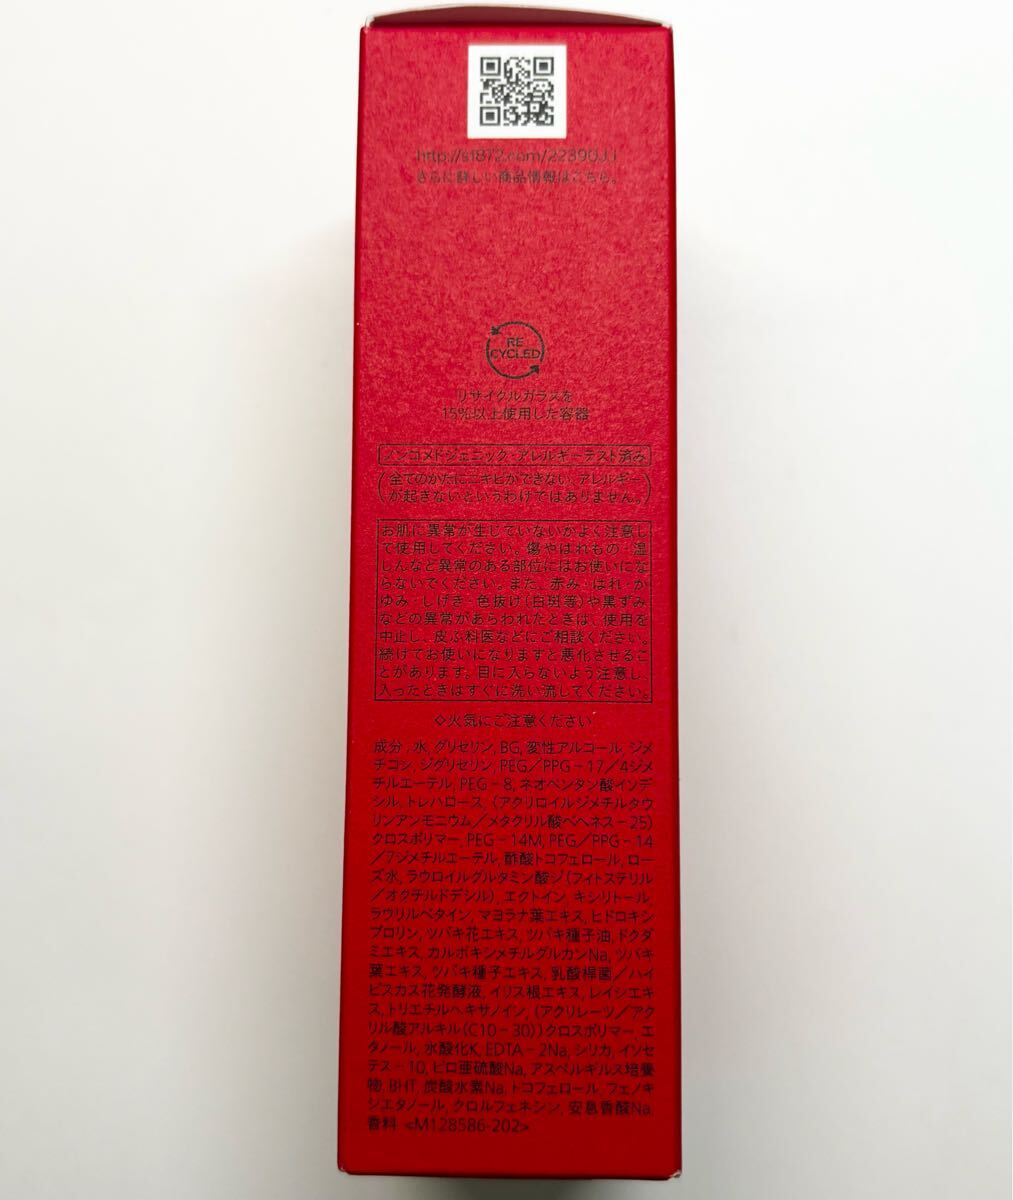 http://s1872.com/22390JJ
さらに詳しい商品情報はこちら。
RE
CYCLED
リサイクルガラスを
15%以上使用した容器
ノンコメドジェニック・アレルギーテスト済み
(全てのかたにニキビができない、アレルギー
が起きないというわけではありません。)
お肌に異常が生じていないかよく注意し
て使用してください。傷やはれもの・湿
しんなど異常のある部位にはお使いにな
らないでください。また、赤み・はれ・か
ゆみ・しげき・色抜け(白斑等)や黒ずみ
などの異常があらわれたときは、使用を
中止し、皮ふ科医などにご相談ください。
続けてお使いになりますと悪化させるこ
とがあります。目に入らないよう注意し、
入ったときはすぐに洗い流してください。
◇火気にご注意ください
成分:水, グリセリン, BG, 変性アルコール, ジメ
チコン, ジグリセリン, PEG/PPG-17/4ジメ
チルエーテル, PEG-8, ネオペンタン酸イソデ
シル, トレハロース, (アクリロイルジメチルタウ
リンアンモニウム/メタクリル酸ベヘネス-25)
クロスポリマー, PEG-14M, PEG/PPG-14
/7ジメチルエーテル, 酢酸トコフェロール, ロー
ズ水, ラウロイルグルタミン酸ジ(フィトステリル
/オクチルドデシル), エクトイン, キシリトール,
ラウリルベタイン, マヨラナ葉エキス, ヒドロキシ
プロリン, ツバキ花エキス, ツバキ種子油, ドクダ
ミエキス, カルボキシメチルグルカンNa, ツバキ
葉エキス, ツバキ種子エキス, 乳酸桿菌/ハイ
ビスカス花発酵液, イリス根エキス, レイシエキ
ス, トリエチルヘキサノイン, (アクリレーツ/アク
リル酸アルキル(C10-30))クロスポリマー, エ
タノール, 水酸化K, EDTA-2Na, シリカ, イソセ
テス-10, ピロ亜硫酸Na, アスペルギルス培養
物, BHT, 炭酸水素Na, トコフェロール, フェノキ
シエタノール, クロルフェネシン, 安息香酸Na,
香料 <M128586-202>